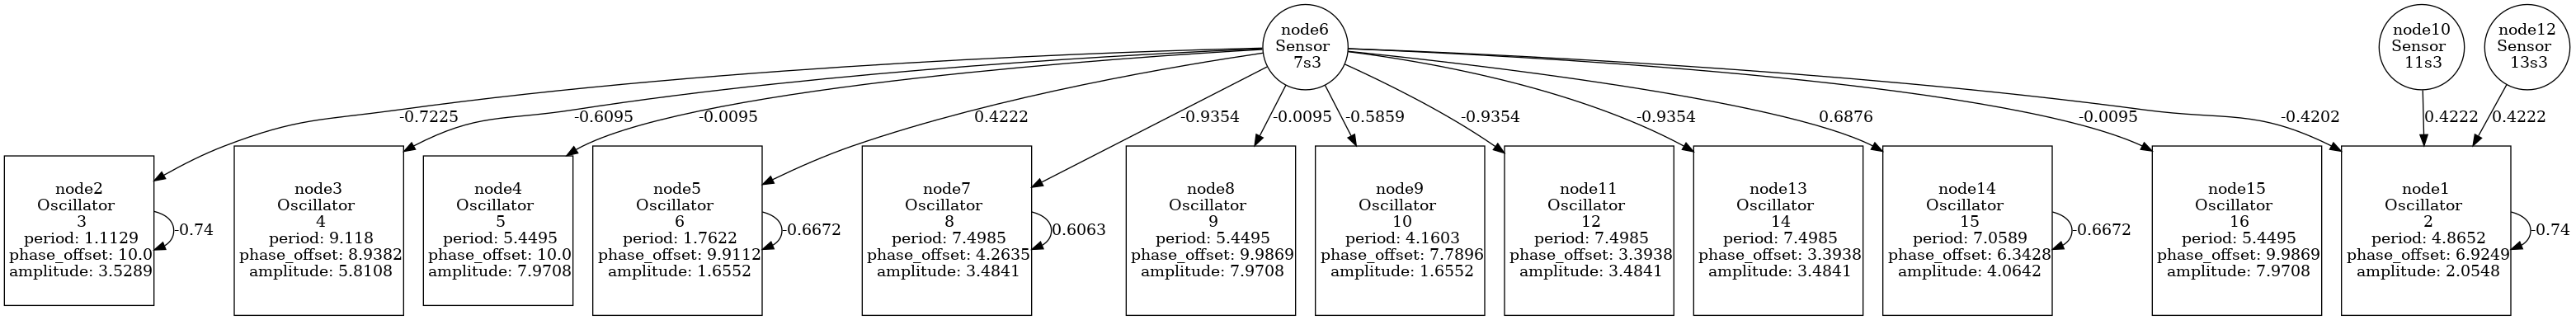 node6
Sensor
7s3
node10
Sensor
11s3
node12
Sensor
13s3
-0.7225
-0.6095
-0.0095
0.4222
-0.9354
-0.0095
-0.5859
-0.9354
-0.9354
0.6876
-0.0095
-0.4202
0.4222
0.4222
node2
Oscillator
3
period: 1.1129
phase_offset: 10.0
amplitude: 3.5289
-0.74
node3
Oscillator
4
period: 9.118
phase_offset: 8.9382
amplitude: 5.8108
node4
Oscillator
5
period: 5.4495
phase_offset: 10.0
amplitude: 7.9708
node5
Oscillator
6
period: 1.7622
phase_offset: 9.9112
amplitude: 1.6552
-0.6672
node7
Oscillator
8
period: 7.4985
phase_offset: 4.2635
amplitude: 3.4841
0.6063
node8
Oscillator
9
period: 5.4495
phase_offset: 9.9869
amplitude: 7.9708
node9
Oscillator
10
period: 4.1603
phase_offset: 7.7896
amplitude: 1.6552
node11
Oscillator
12
period: 7.4985
phase_offset: 3.3938
amplitude: 3.4841
node13
Oscillator
14
period: 7.4985
phase_offset: 3.3938
amplitude: 3.4841
node14
Oscillator
15
period: 7.0589
phase_offset: 6.3428
amplitude: 4.0642
-0.6672
node15
Oscillator
16
period: 5.4495
phase_offset: 9.9869
amplitude: 7.9708
node1
Oscillator
2
period: 4.8652
phase_offset: 6.9249
amplitude: 2.0548
-0.74